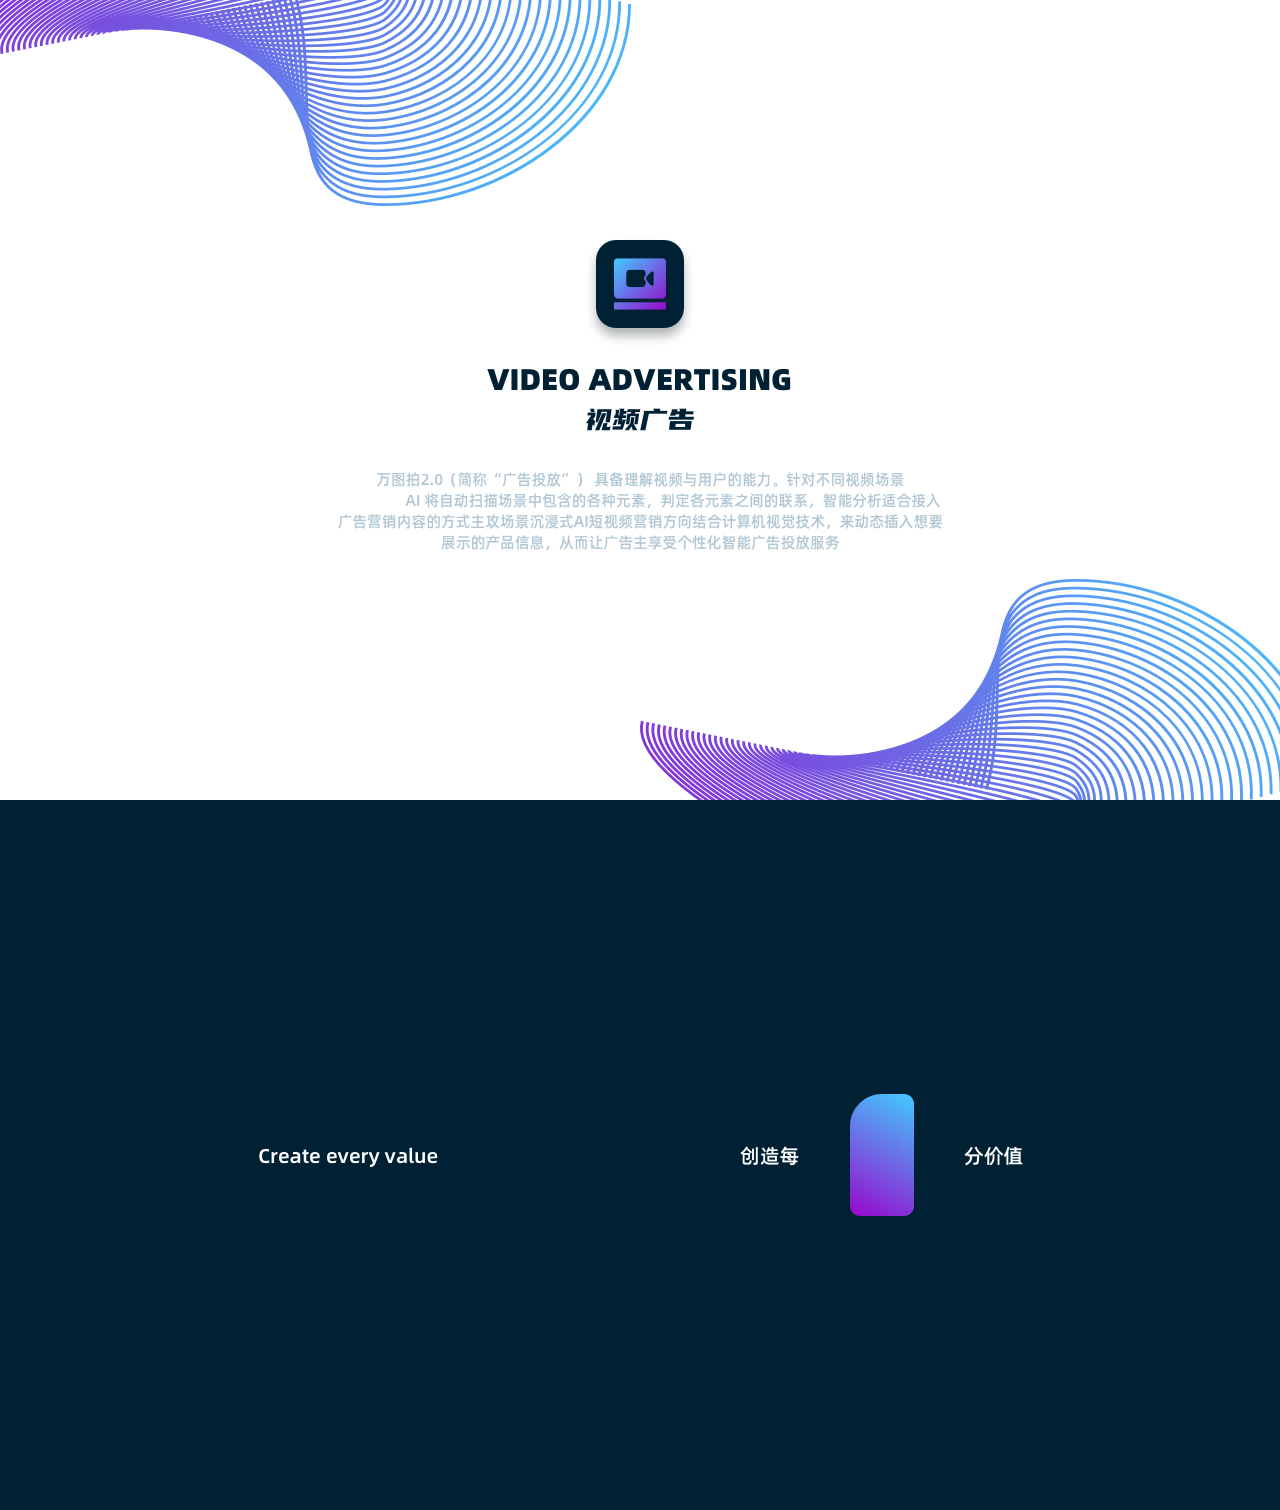 VIDEO ADVERTISING
视频广告
万图拍2.0（简称“广告投放”） 具备理解视频与用户的能力。针对不同视频场景
AI 将自动扫描场景中包含的各种元素，判定各元素之间的联系，智能分析适合接入
广告营销内容的方式主攻场景沉浸式AI短视频营销方向结合计算机视觉技术，来动态插入想要
展示的产品信息，从而让广告主享受个性化智能广告投放服务
Create every value
创造每
分价值